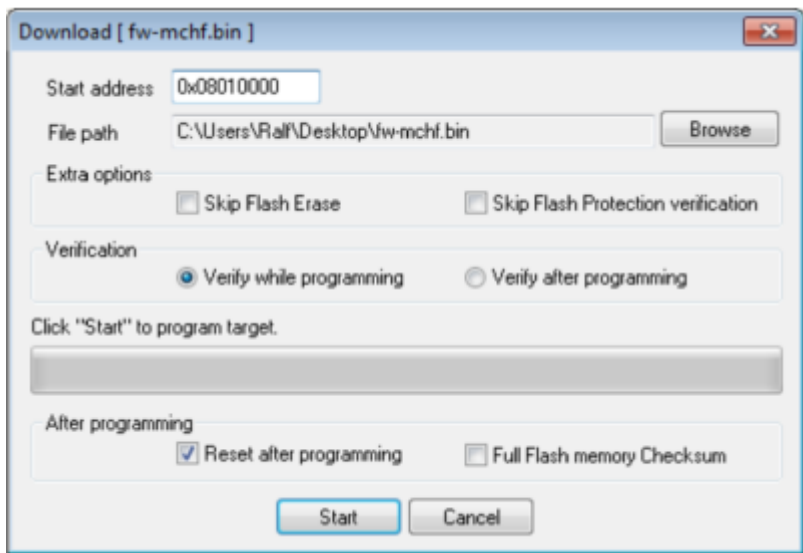 Download [ fw-mchf.bin ]
Start address 0x08010000
File path C:\Users\Ralf\Desktop\fw-mchf.bin Browse
Extra options
Skip Flash Erase Skip Flash Protection verification
Verification
Verify while programming Verify after programming
Click "Start" to program target.
After programming
Reset after programming Full Flash memory Checksum
Start Cancel